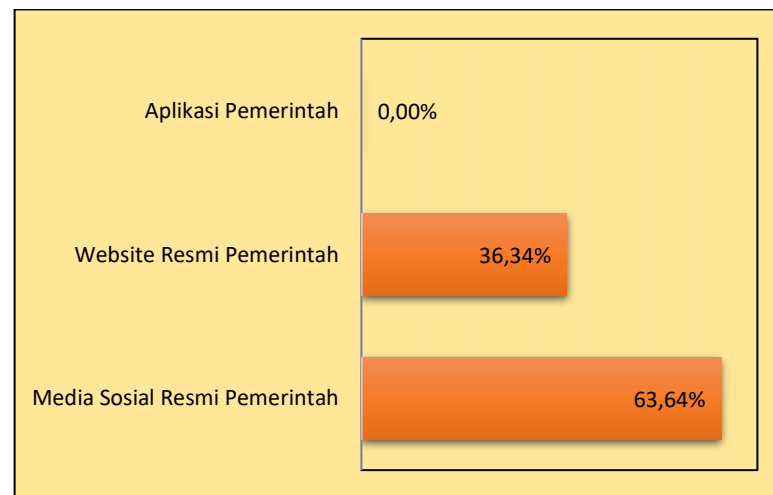 Aplikasi Pemerintah 0,00%
Website Resmi Pemerintah 36,34%
Media Sosial Resmi Pemerintah 63,64%